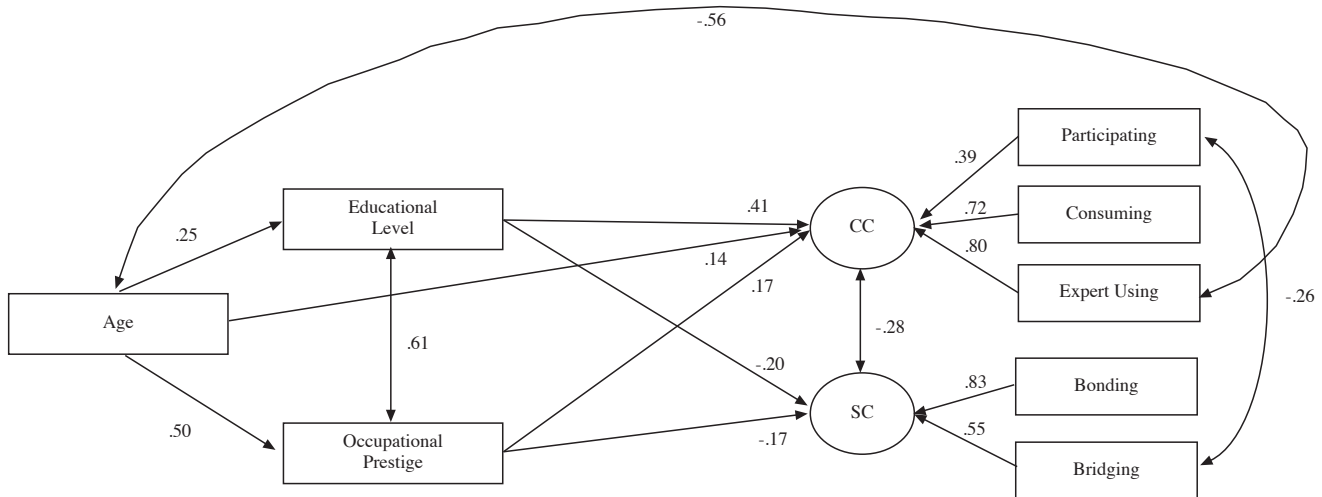 -.56
Participating
.39
Educational
Level
.41
.72
Consuming
.25
CC
.14
.80
.17
Expert Using
-.26
Age
-.28
.61
-.20
.83
Bonding
SC
.50
Occupational
Prestige
-.17
.55
Bridging